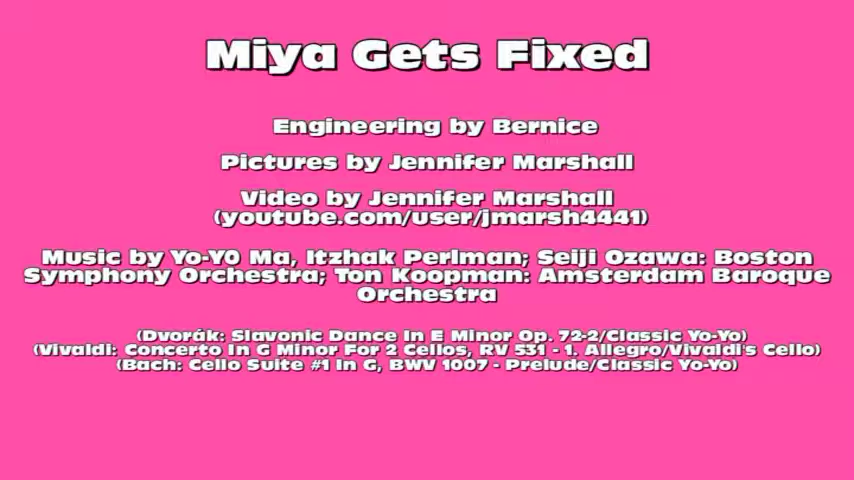 Miya Gets Fixed
Engineering by Bernice
Pictures by Jennifer Marshall
Video by Jennifer Marshall
(youtube.com/user/jmarsh4441)
Music by Yo-YO Ma, Itzhak Perlman; Seiji Ozawa: Boston
Symphony Orchestra; Ton Koopman: Amsterdam Baroque
Orchestra
(Dvorák: Slavonic Dance In E Minor Op. 72-2/Classic Yo-Yo)
(Vivaldi: Concerto In G Minor For 2 Cellos, RV 531 - 1. Allegro/Vivaldi's Cello)
(Bach: Cello Suite #1 In G, BWV 1007 - Prelude/Classic Yo-Yo)